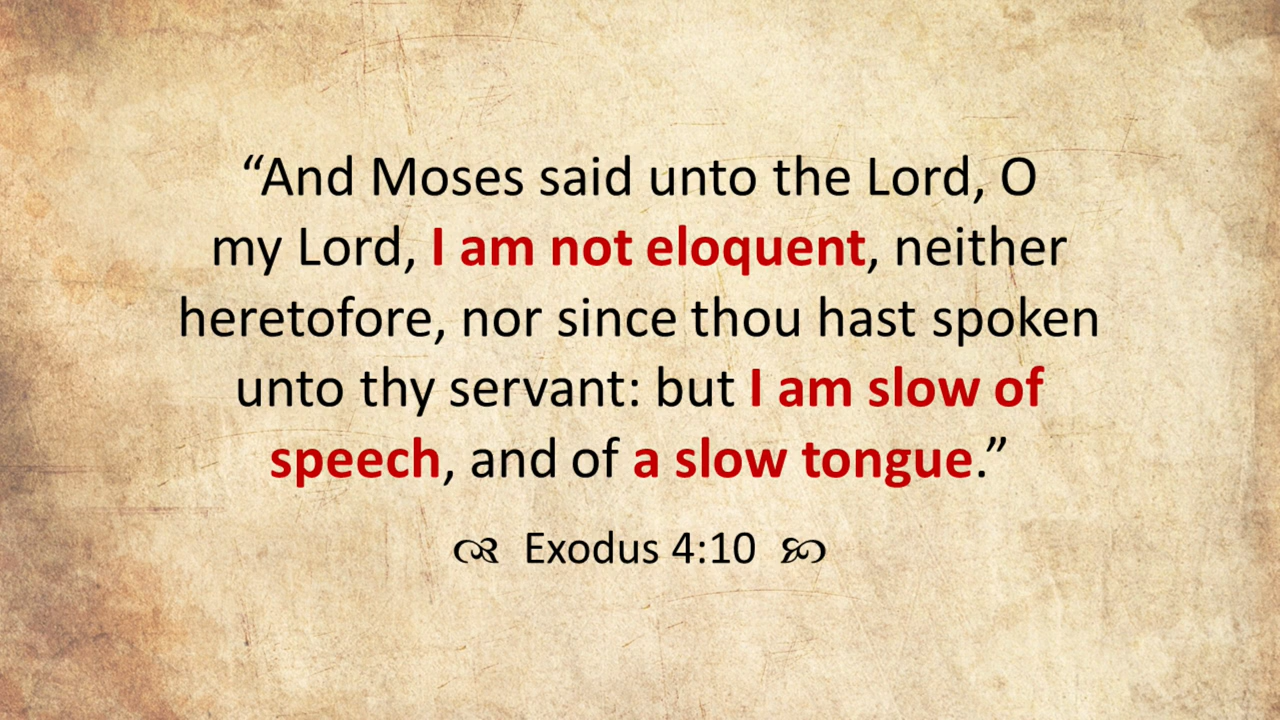 “And Moses said unto the Lord, O
my Lord, I am not eloquent, neither
heretofore, nor since thou hast spoken
unto thy servant: but I am slow of
speech, and of a slow tongue.”
Exodus 4:10